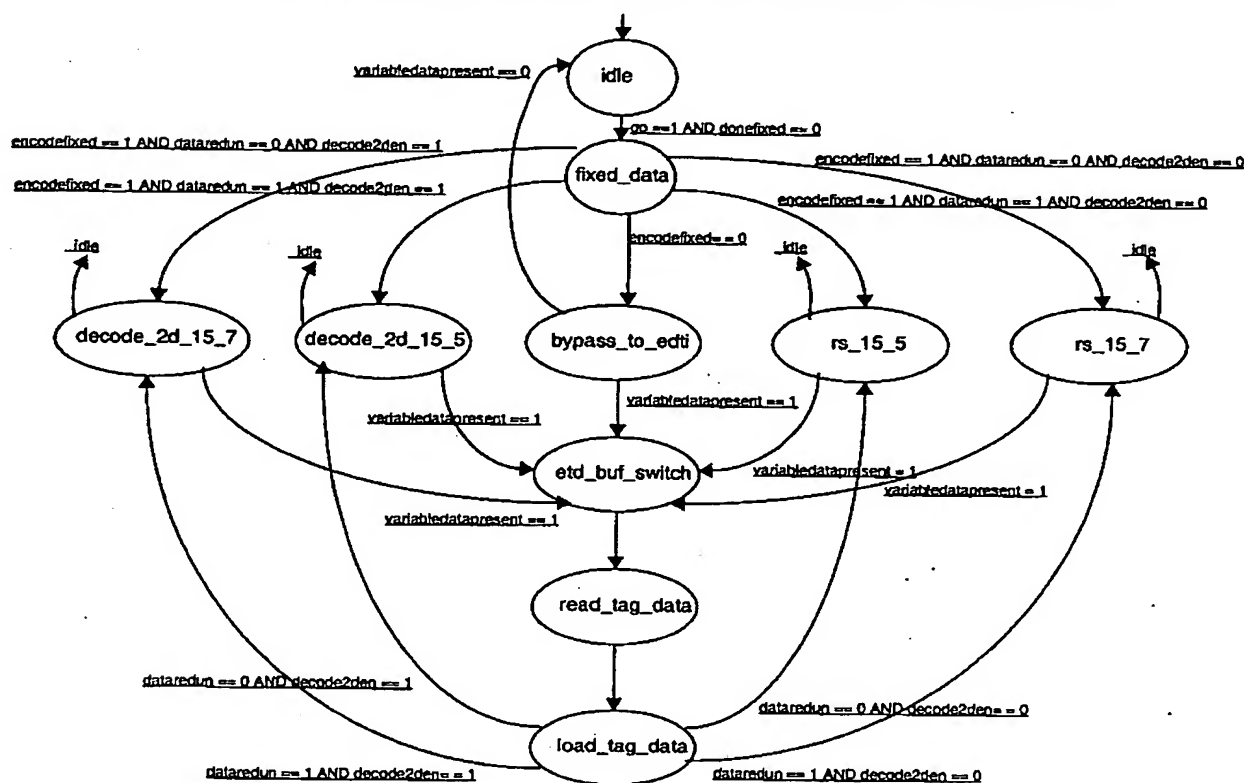 idle
variabledatapresent == 0
go ==1 AND donefixed == 0
encodefixed == 1 AND dataredun == 0 AND decode2den == 1
encodefixed == 1 AND dataredun == 0 AND decode2den == 0
fixed_data
encodefixed == 1 AND dataredun == 1 AND decode2den == 1
encodefixed == 1 AND dataredun == 1 AND decode2den == 0
encodefixed== 0
_idle
_idle
_idle
_idle
decode_2d_15_7
decode_2d_15_5
bypass_to_edti
rs_15_5
rs_15_7
variabledatapresent == 1
variabledatapresent == 1
etd_buf_switch
variabledatapresent = 1
variabledatapresent = 1
variabledatapresent == 1
read_tag_data
dataredun == 0 AND decode2den == 1
dataredun == 0 AND decode2den= = 0
load_tag_data
dataredun == 1 AND decode2den= = 1
dataredun == 1 AND decode2den == 0